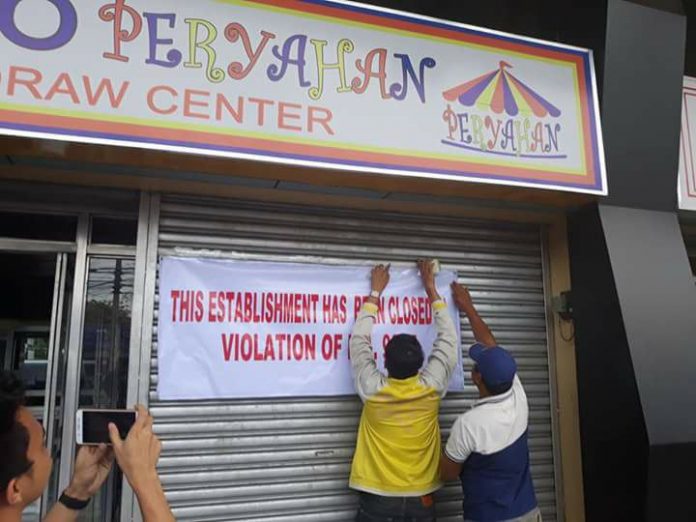 O PERYAHAN
DRAW CENTER
PERYAHAN
THIS ESTABLISHMENT HAS CLOSED
VIOLATION OF